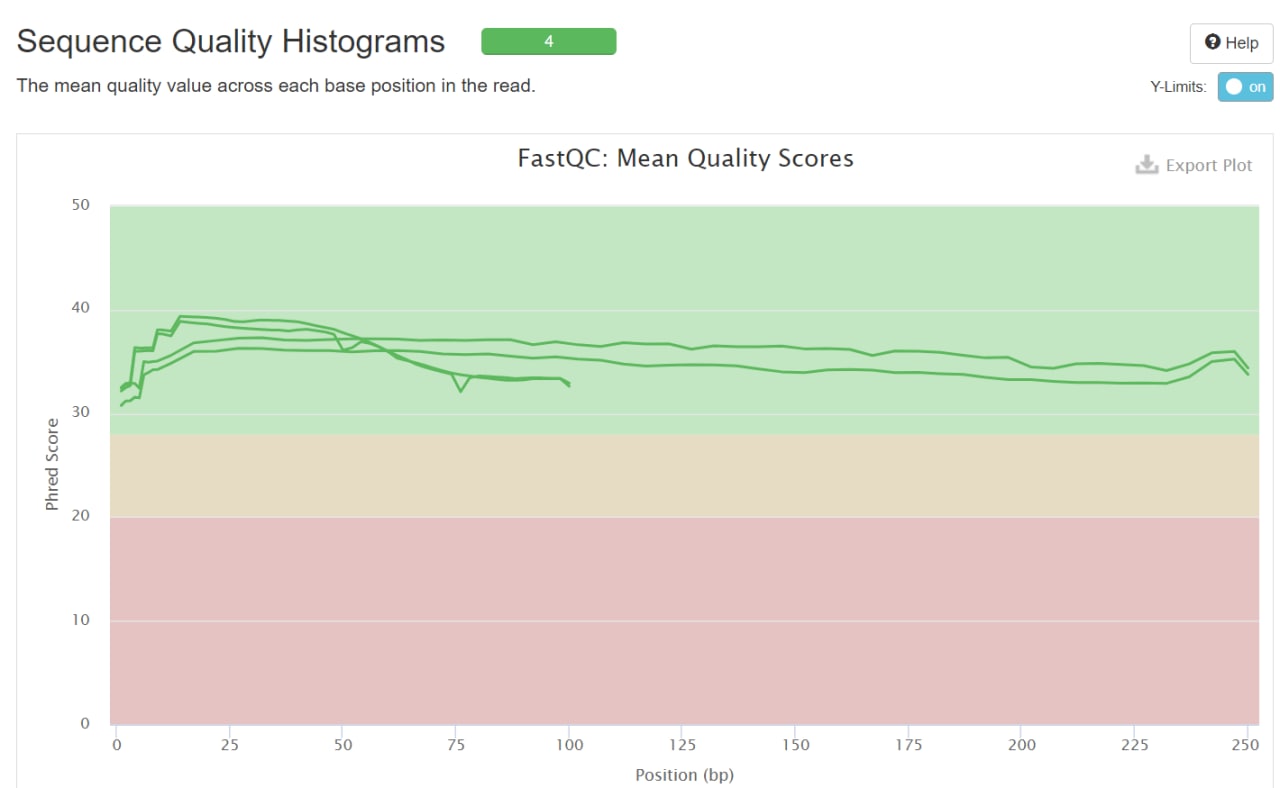 Sequence Quality Histograms
4
Help
The mean quality value across each base position in the read.
Y-Limits: on
FastQC: Mean Quality Scores
Export Plot
50
40
30
20
10
0
Phred Score
0 25 50 75 100 125 150 175 200 225 250
Position (bp)